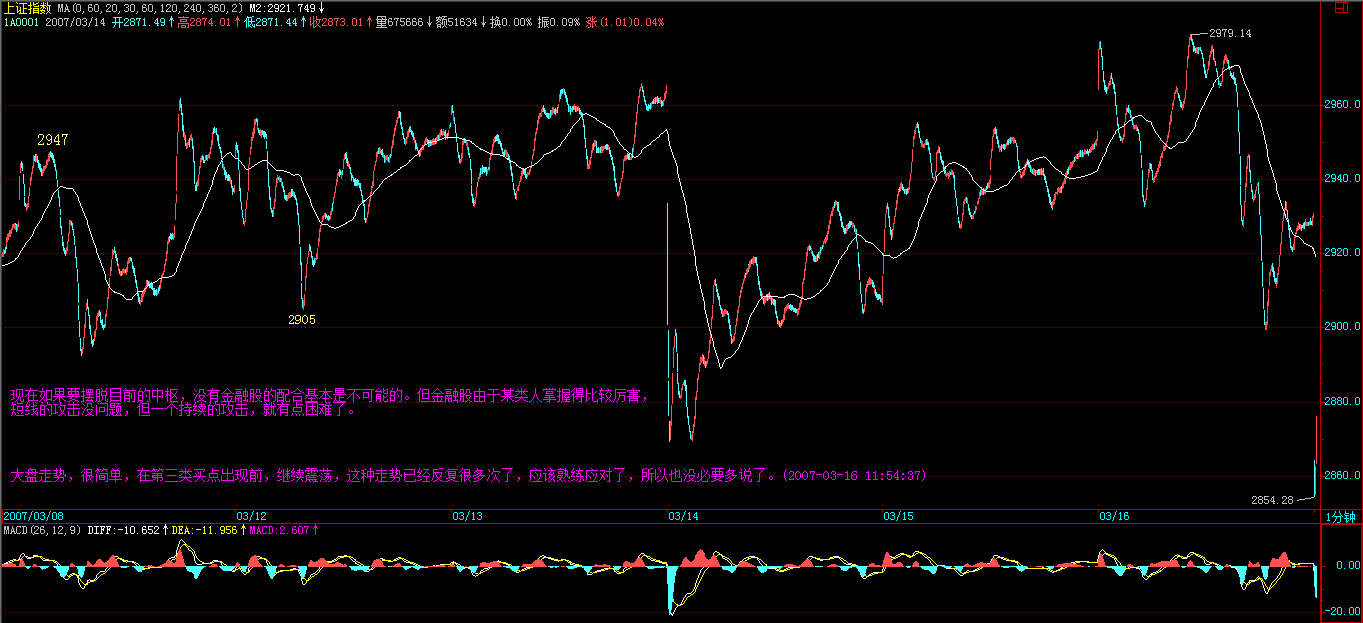 上证指数 MA(0,60,20,30,60,120,240,360,2) M2:2921.749↓
1A0001 2007/03/14 开2871.49↑高2874.01↑低2871.44↑收2873.01↑量675666↓额51634↓换0.00% 振0.09% 涨(1.01)0.04%
2979.14
2960.0
2947
2940.0
2920.0
2905
2900.0
现在如果要摆脱目前的中枢，没有金融股的配合基本是不可能的。但金融股由于某类人掌握得比较厉害，
短线的攻击没问题，但一个持续的攻击，就有点困难了。
2880.0
大盘走势，很简单，在第三类买点出现前，继续震荡，这种走势已经反复很多次了，应该熟练应对了，所以也没必要多说了。(2007-03-16 11:54:37)
2860.0
2854.28
2007/03/08 03/12 03/13 03/14 03/15 03/16 1分钟
MACD(26,12,9) DIFF:-10.652↑DEA:-11.956↑MACD:2.607↑
0.00
-20.00